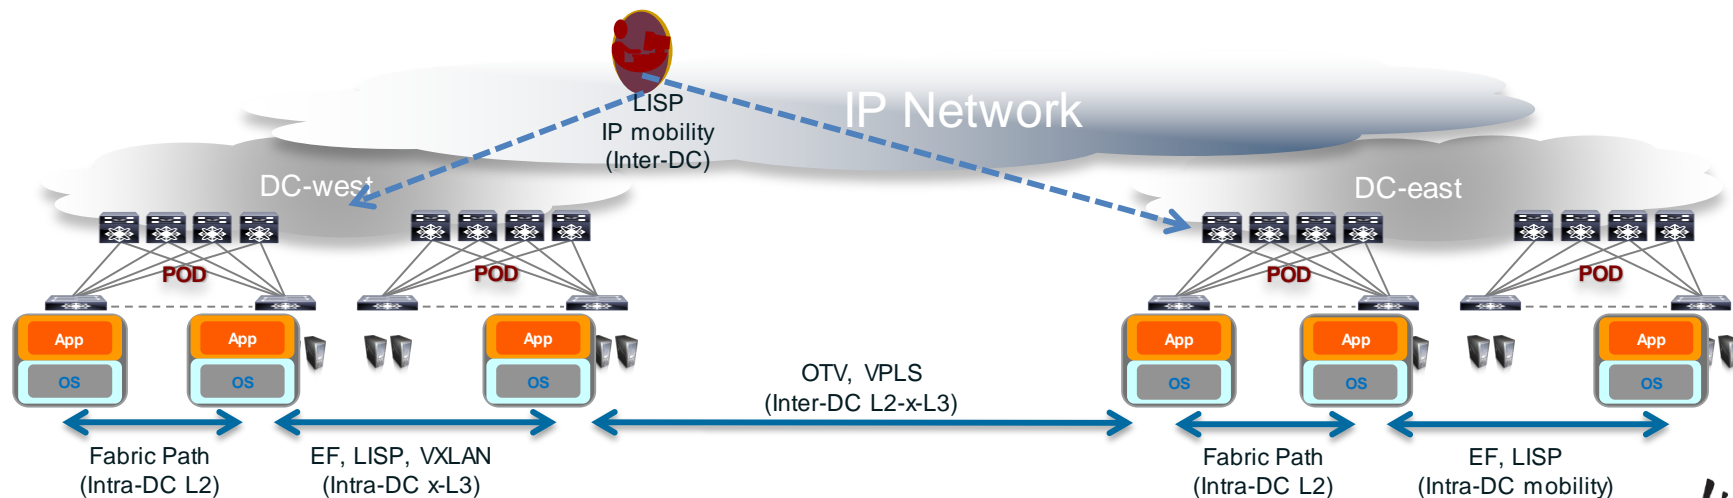 LISP
IP mobility
(Inter-DC)
IP Network
DC-west
DC-east
POD
POD
POD
POD
App
OS
App
OS
App
OS
App
OS
App
OS
App
OS
OTV, VPLS
(Inter-DC L2-x-L3)
Fabric Path
(Intra-DC L2)
EF, LISP, VXLAN
(Intra-DC x-L3)
Fabric Path
(Intra-DC L2)
EF, LISP
(Intra-DC mobility)